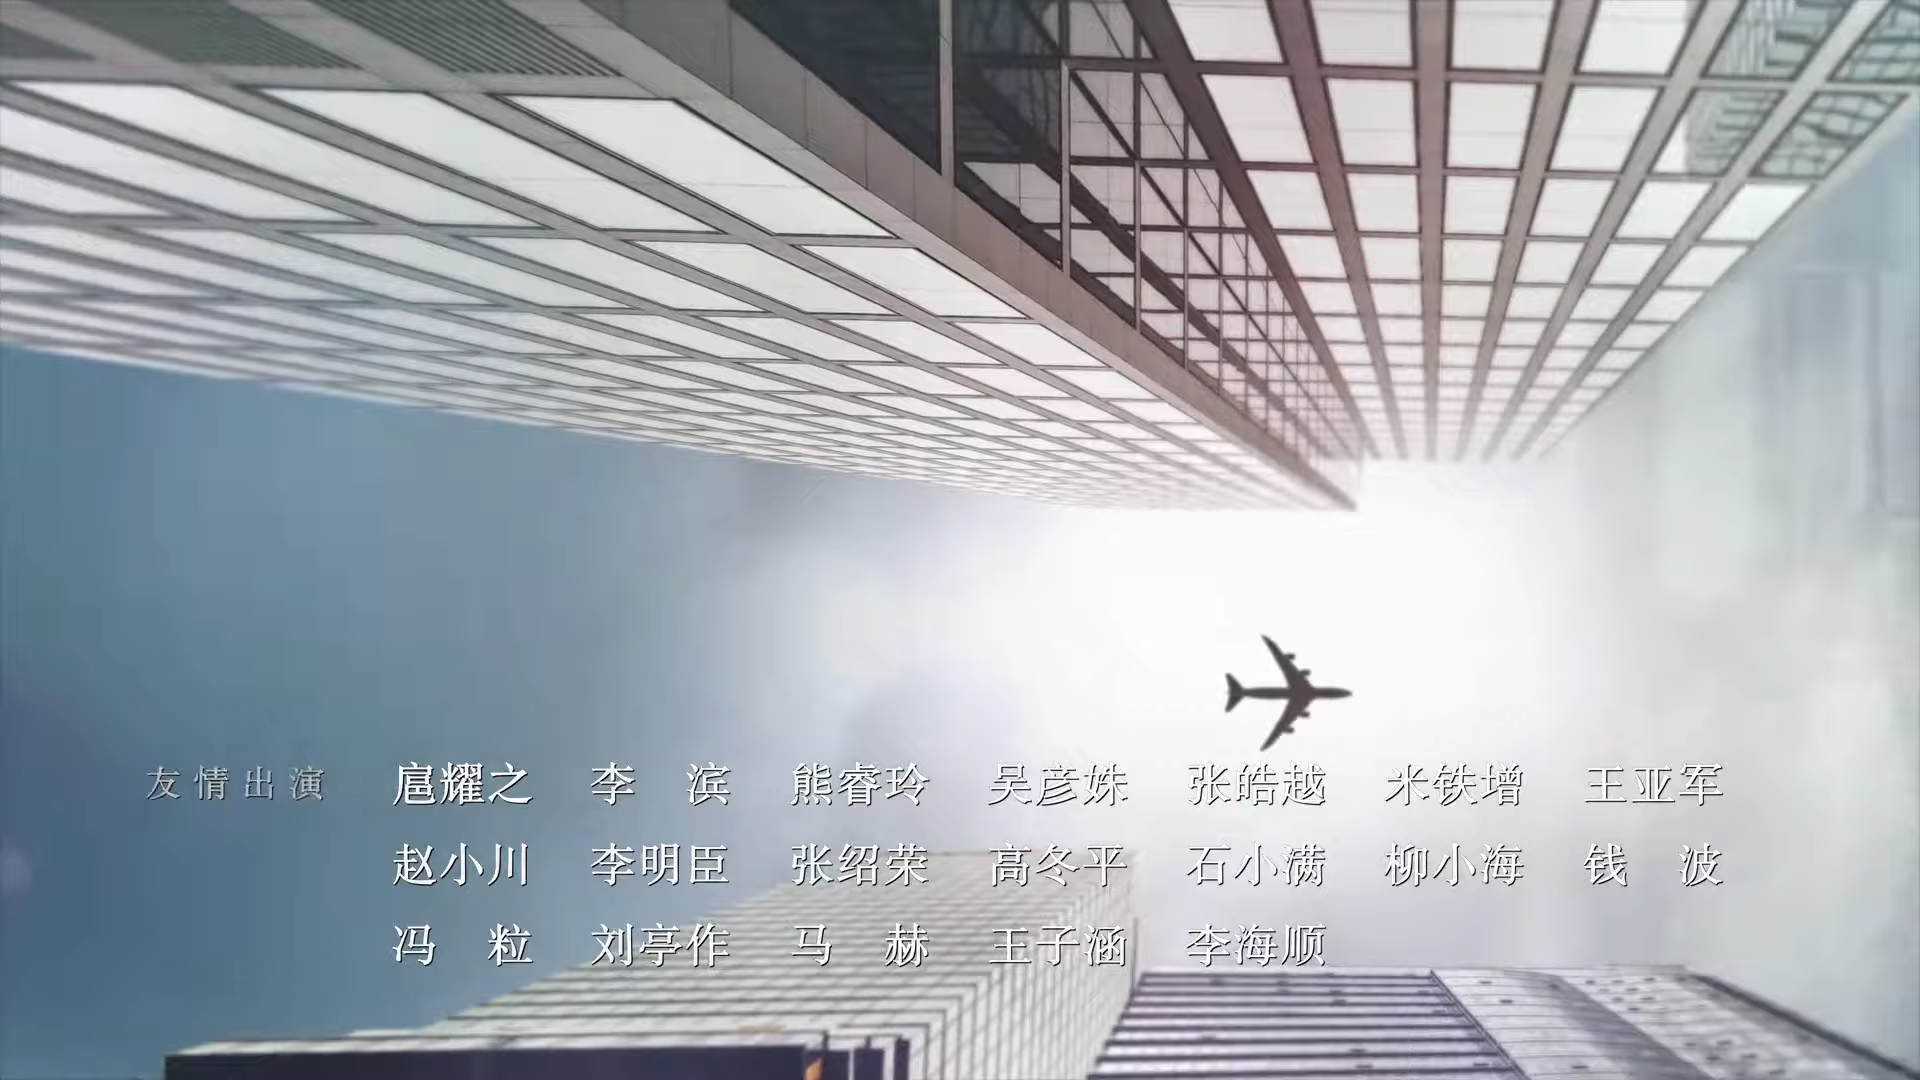 友情出演 扈耀之 李滨 熊睿玲 吴彦姝 张皓越 米铁增 王亚军
赵小川 李明臣 张绍荣 高冬平 石小满 柳小海 钱波
冯粒 刘亭作 马赫 王子涵 李海顺